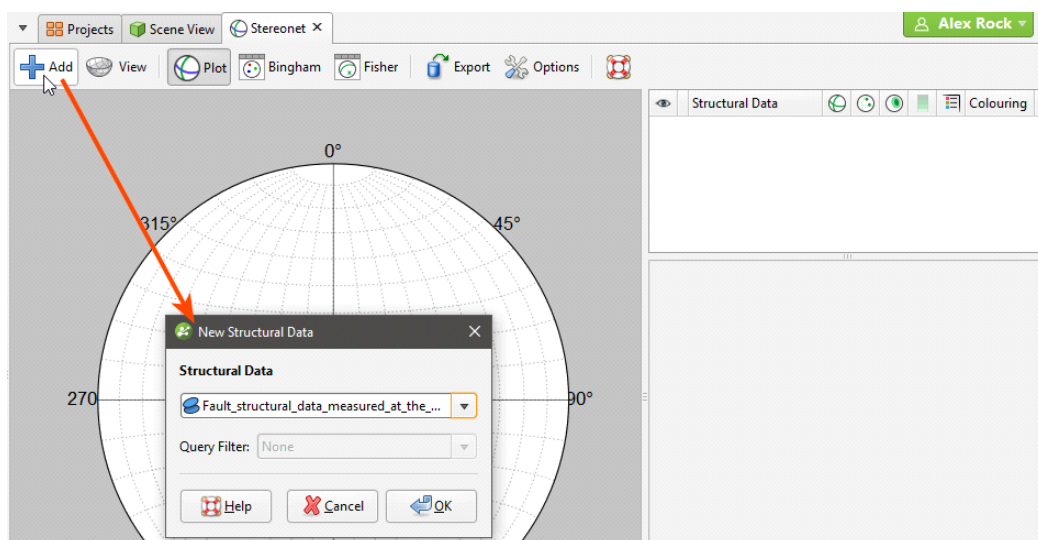 Projects Scene View Stereonet Alex Rock
Add View Plot Bingham Fisher Export Options
Structural Data Colouring
0°
315° 45°
New Structural Data
Structural Data
270 90°
Fault_structural_data_measured_at_the_...
Query Filter: None
Help Cancel OK